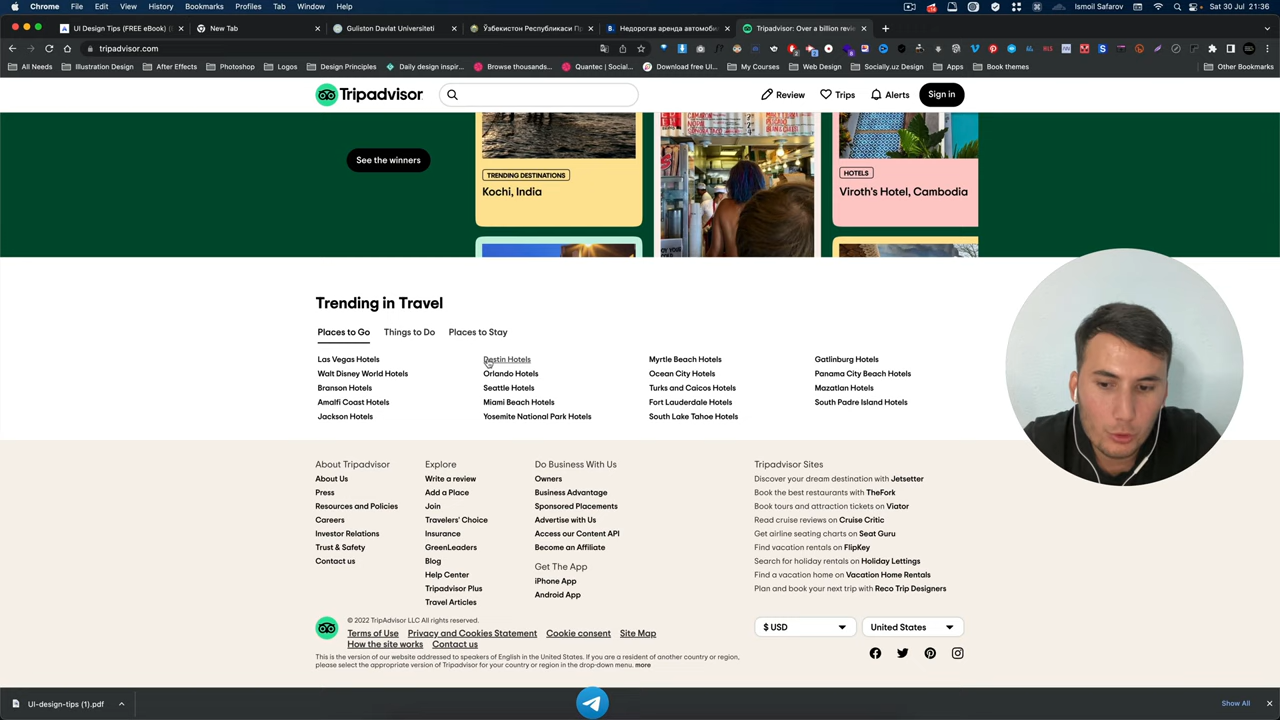 Chrome File Edit View History Bookmarks Profiles Tab Window Help Ismoil Safarov Sat 30 Jul 21:36
UI Design Tips (FREE eBook) ( New Tab Guliston Davlat Universiteti Ўзбекистон Республикаси П Недорогая аренда автомоби Tripadvisor: Over a billion revie
tripadvisor.com
All Needs Illustration Design After Effects Photoshop Logos Design Principles Daily design inspir... Browse thousands... Quantec | Social... Download free UI... My Courses Web Design Socially.uz Design Apps Book themes Other Bookmarks
Tripadvisor Review Trips Alerts Sign in
See the winners
TRENDING DESTINATIONS
Kochi, India
HOTELS
Viroth's Hotel, Cambodia
Trending in Travel
Places to Go Things to Do Places to Stay
Las Vegas Hotels Destin Hotels Myrtle Beach Hotels Gatlinburg Hotels
Walt Disney World Hotels Orlando Hotels Ocean City Hotels Panama City Beach Hotels
Branson Hotels Seattle Hotels Turks and Caicos Hotels Mazatlan Hotels
Amalfi Coast Hotels Miami Beach Hotels Fort Lauderdale Hotels South Padre Island Hotels
Jackson Hotels Yosemite National Park Hotels South Lake Tahoe Hotels
About Tripadvisor
About Us
Press
Resources and Policies
Careers
Investor Relations
Trust & Safety
Contact us
Explore
Write a review
Add a Place
Join
Travelers' Choice
Insurance
GreenLeaders
Blog
Help Center
Tripadvisor Plus
Travel Articles
Do Business With Us
Owners
Business Advantage
Sponsored Placements
Advertise with Us
Access our Content API
Become an Affiliate
Get The App
iPhone App
Android App
Tripadvisor Sites
Discover your dream destination with Jetsetter
Book the best restaurants with TheFork
Book tours and attraction tickets on Viator
Read cruise reviews on Cruise Critic
Get airline seating charts on Seat Guru
Find vacation rentals on FlipKey
Search for holiday rentals on Holiday Lettings
Find a vacation home on Vacation Home Rentals
Plan and book your next trip with Reco Trip Designers
© 2022 TripAdvisor LLC All rights reserved.
Terms of Use Privacy and Cookies Statement Cookie consent Site Map
How the site works Contact us
This is the version of our website addressed to speakers of English in the United States. If you are a resident of another country or region,
please select the appropriate version of Tripadvisor for your country or region in the drop-down menu. more
$ USD United States
UI-design-tips (1).pdf Show All